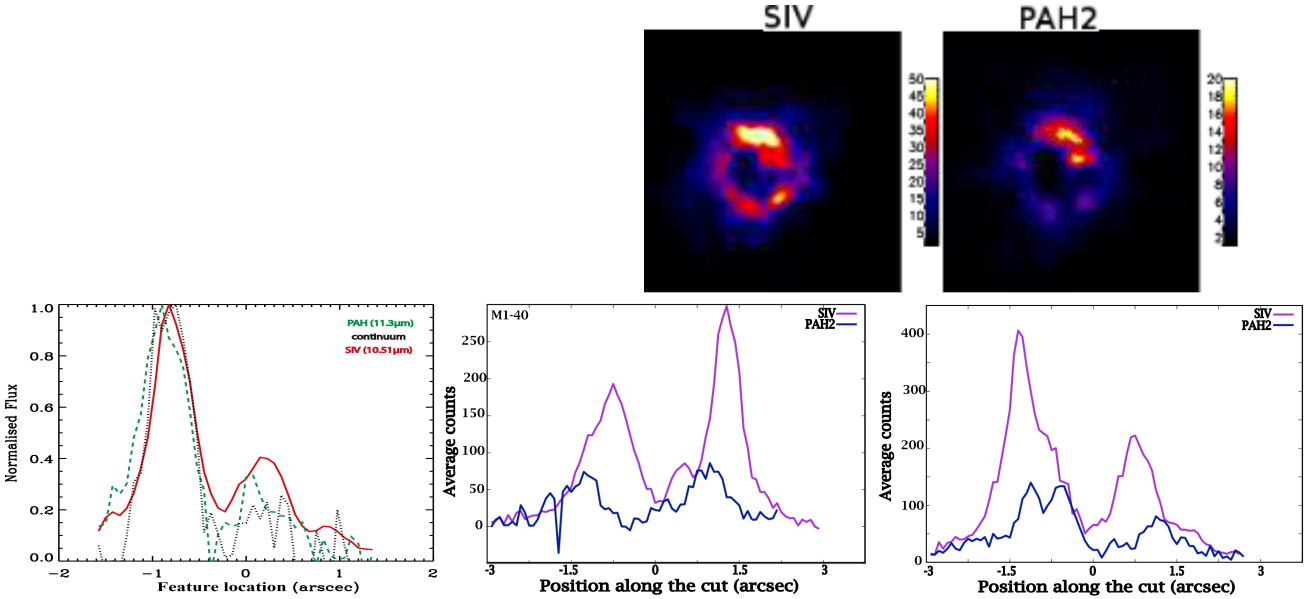 SIV PAH2
50
45
40
35
30
25
20
15
10
5
20
18
16
14
12
10
8
6
4
2
1.0
0.8
0.6
0.4
0.2
0.0
Normalised Flux
PAH (11.3μm)
continuum
SIV (10.51μm)
−2 −1 0 1 2
Feature location (arcsec)
M1-40
SIV
PAH2
250
200
150
100
50
0
Average counts
-3 -1.5 0 1.5 3
Position along the cut (arcsec)
SIV
PAH2
400
300
200
100
0
Average counts
-3 -1.5 0 1.5 3
Position along the cut (arcsec)